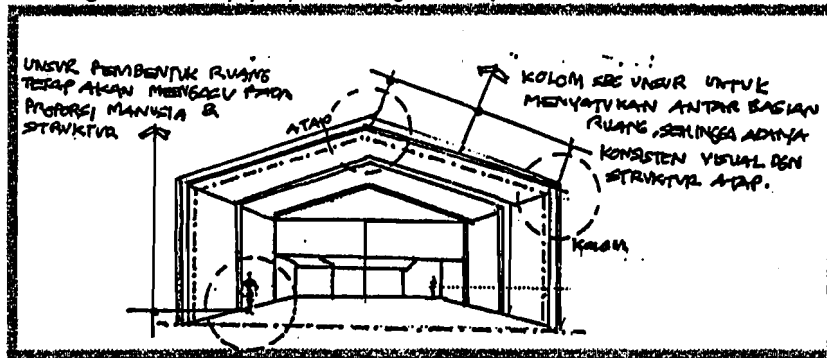 UNSUR PEMBENTUK RUANG
TETAP AKAN MENGACU PADA
PROPORSI MANUSIA &
STRUKTUR
ATAP
KOLOM SBG UNSUR UNTUK
MENYATUKAN ANTAR BAGIAN
RUANG, SEHINGGA ADANYA
KONSISTEN VISUAL DGN
STRUKTUR ATAP.
KOLOM